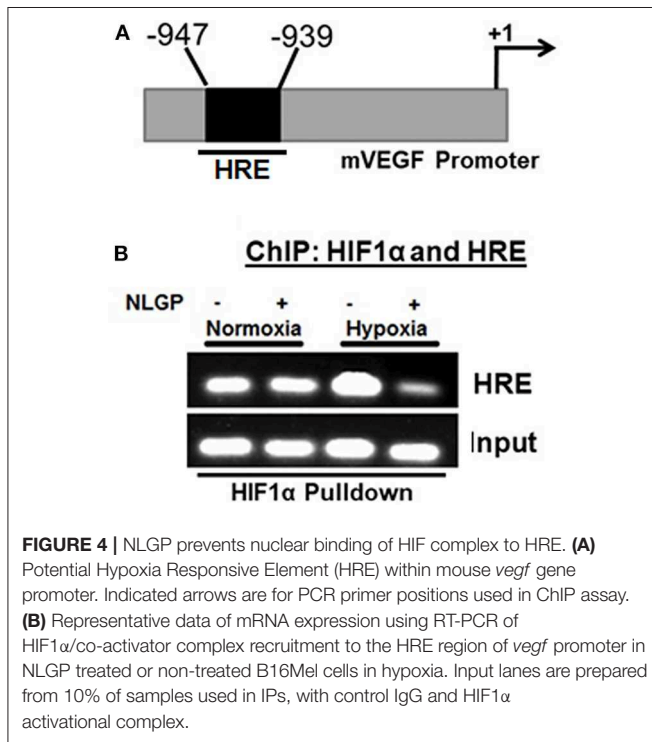 A
-947
-939
+1
HRE
mVEGF Promoter
B
ChIP: HIF1α and HRE
NLGP - + - +
Normoxia Hypoxia
HRE
Input
HIF1α Pulldown
FIGURE 4 | NLGP prevents nuclear binding of HIF complex to HRE. (A)
Potential Hypoxia Responsive Element (HRE) within mouse vegf gene
promoter. Indicated arrows are for PCR primer positions used in ChIP assay.
(B) Representative data of mRNA expression using RT-PCR of
HIF1α/co-activator complex recruitment to the HRE region of vegf promoter in
NLGP treated or non-treated B16Mel cells in hypoxia. Input lanes are prepared
from 10% of samples used in IPs, with control IgG and HIF1α
activational complex.